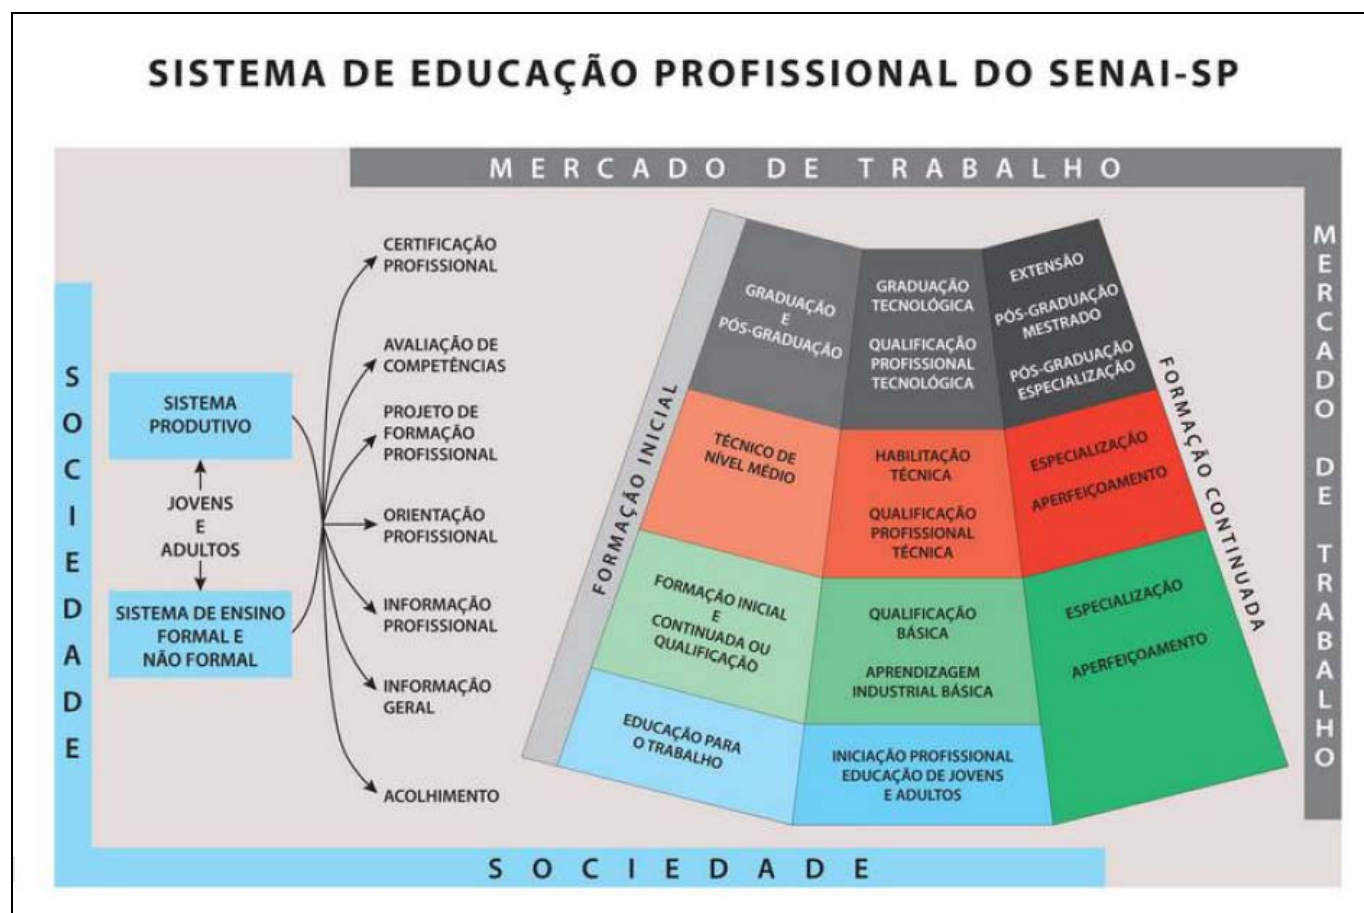 SISTEMA DE EDUCAÇÃO PROFISSIONAL DO SENAI-SP
MERCADO DE TRABALHO
SOCIEDADE
SISTEMA
PRODUTIVO
JOVENS
E
ADULTOS
SISTEMA DE ENSINO
FORMAL E
NÃO FORMAL
CERTIFICAÇÃO
PROFISSIONAL
AVALIAÇÃO DE
COMPETÊNCIAS
PROJETO DE
FORMAÇÃO
PROFISSIONAL
ORIENTAÇÃO
PROFISSIONAL
INFORMAÇÃO
PROFISSIONAL
INFORMAÇÃO
GERAL
ACOLHIMENTO
FORMAÇÃO INICIAL
GRADUAÇÃO
E
PÓS-GRADUAÇÃO
GRADUAÇÃO
TECNOLÓGICA
QUALIFICAÇÃO
PROFISSIONAL
TECNOLÓGICA
EXTENSÃO
PÓS-GRADUAÇÃO
MESTRADO
PÓS-GRADUAÇÃO
ESPECIALIZAÇÃO
TÉCNICO DE
NÍVEL MÉDIO
HABILITAÇÃO
TÉCNICA
QUALIFICAÇÃO
PROFISSIONAL
TÉCNICA
ESPECIALIZAÇÃO
APERFEIÇOAMENTO
FORMAÇÃO INICIAL
E
CONTINUADA OU
QUALIFICAÇÃO
QUALIFICAÇÃO
BÁSICA
APRENDIZAGEM
INDUSTRIAL BÁSICA
ESPECIALIZAÇÃO
APERFEIÇOAMENTO
EDUCAÇÃO PARA
O TRABALHO
INICIAÇÃO PROFISSIONAL
EDUCAÇÃO DE JOVENS
E ADULTOS
FORMAÇÃO CONTINUADA
MERCADO DE TRABALHO
SOCIEDADE